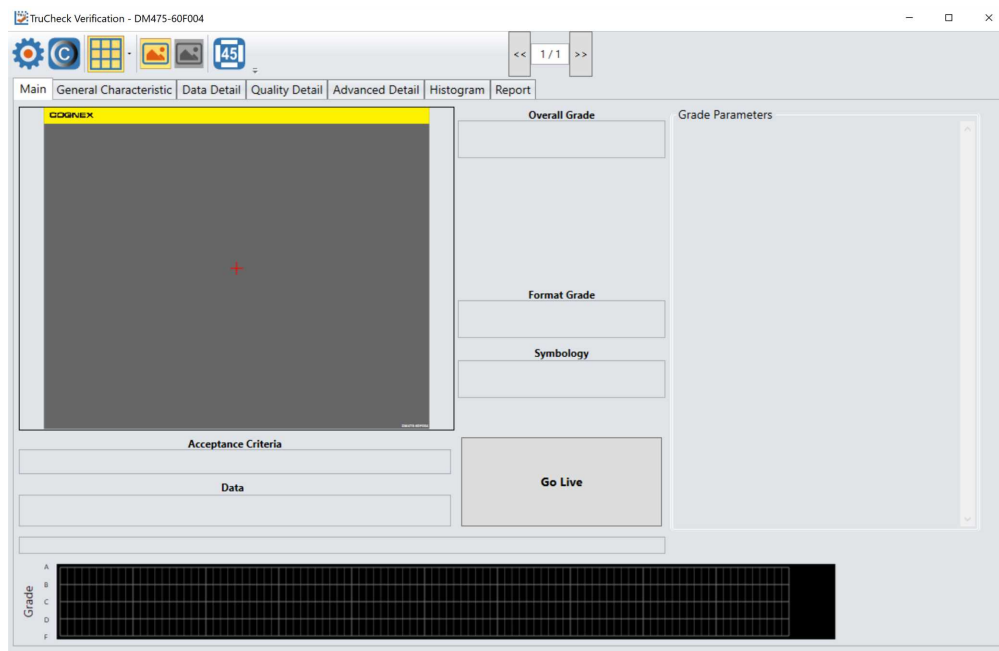 TruCheck Verification - DM475-60F004
45
<< 1 / 1 >>
Main General Characteristic Data Detail Quality Detail Advanced Detail Histogram Report
COGNEX
Overall Grade
Grade Parameters
Format Grade
Symbology
Acceptance Criteria
Go Live
Data
Grade
A
B
C
D
F